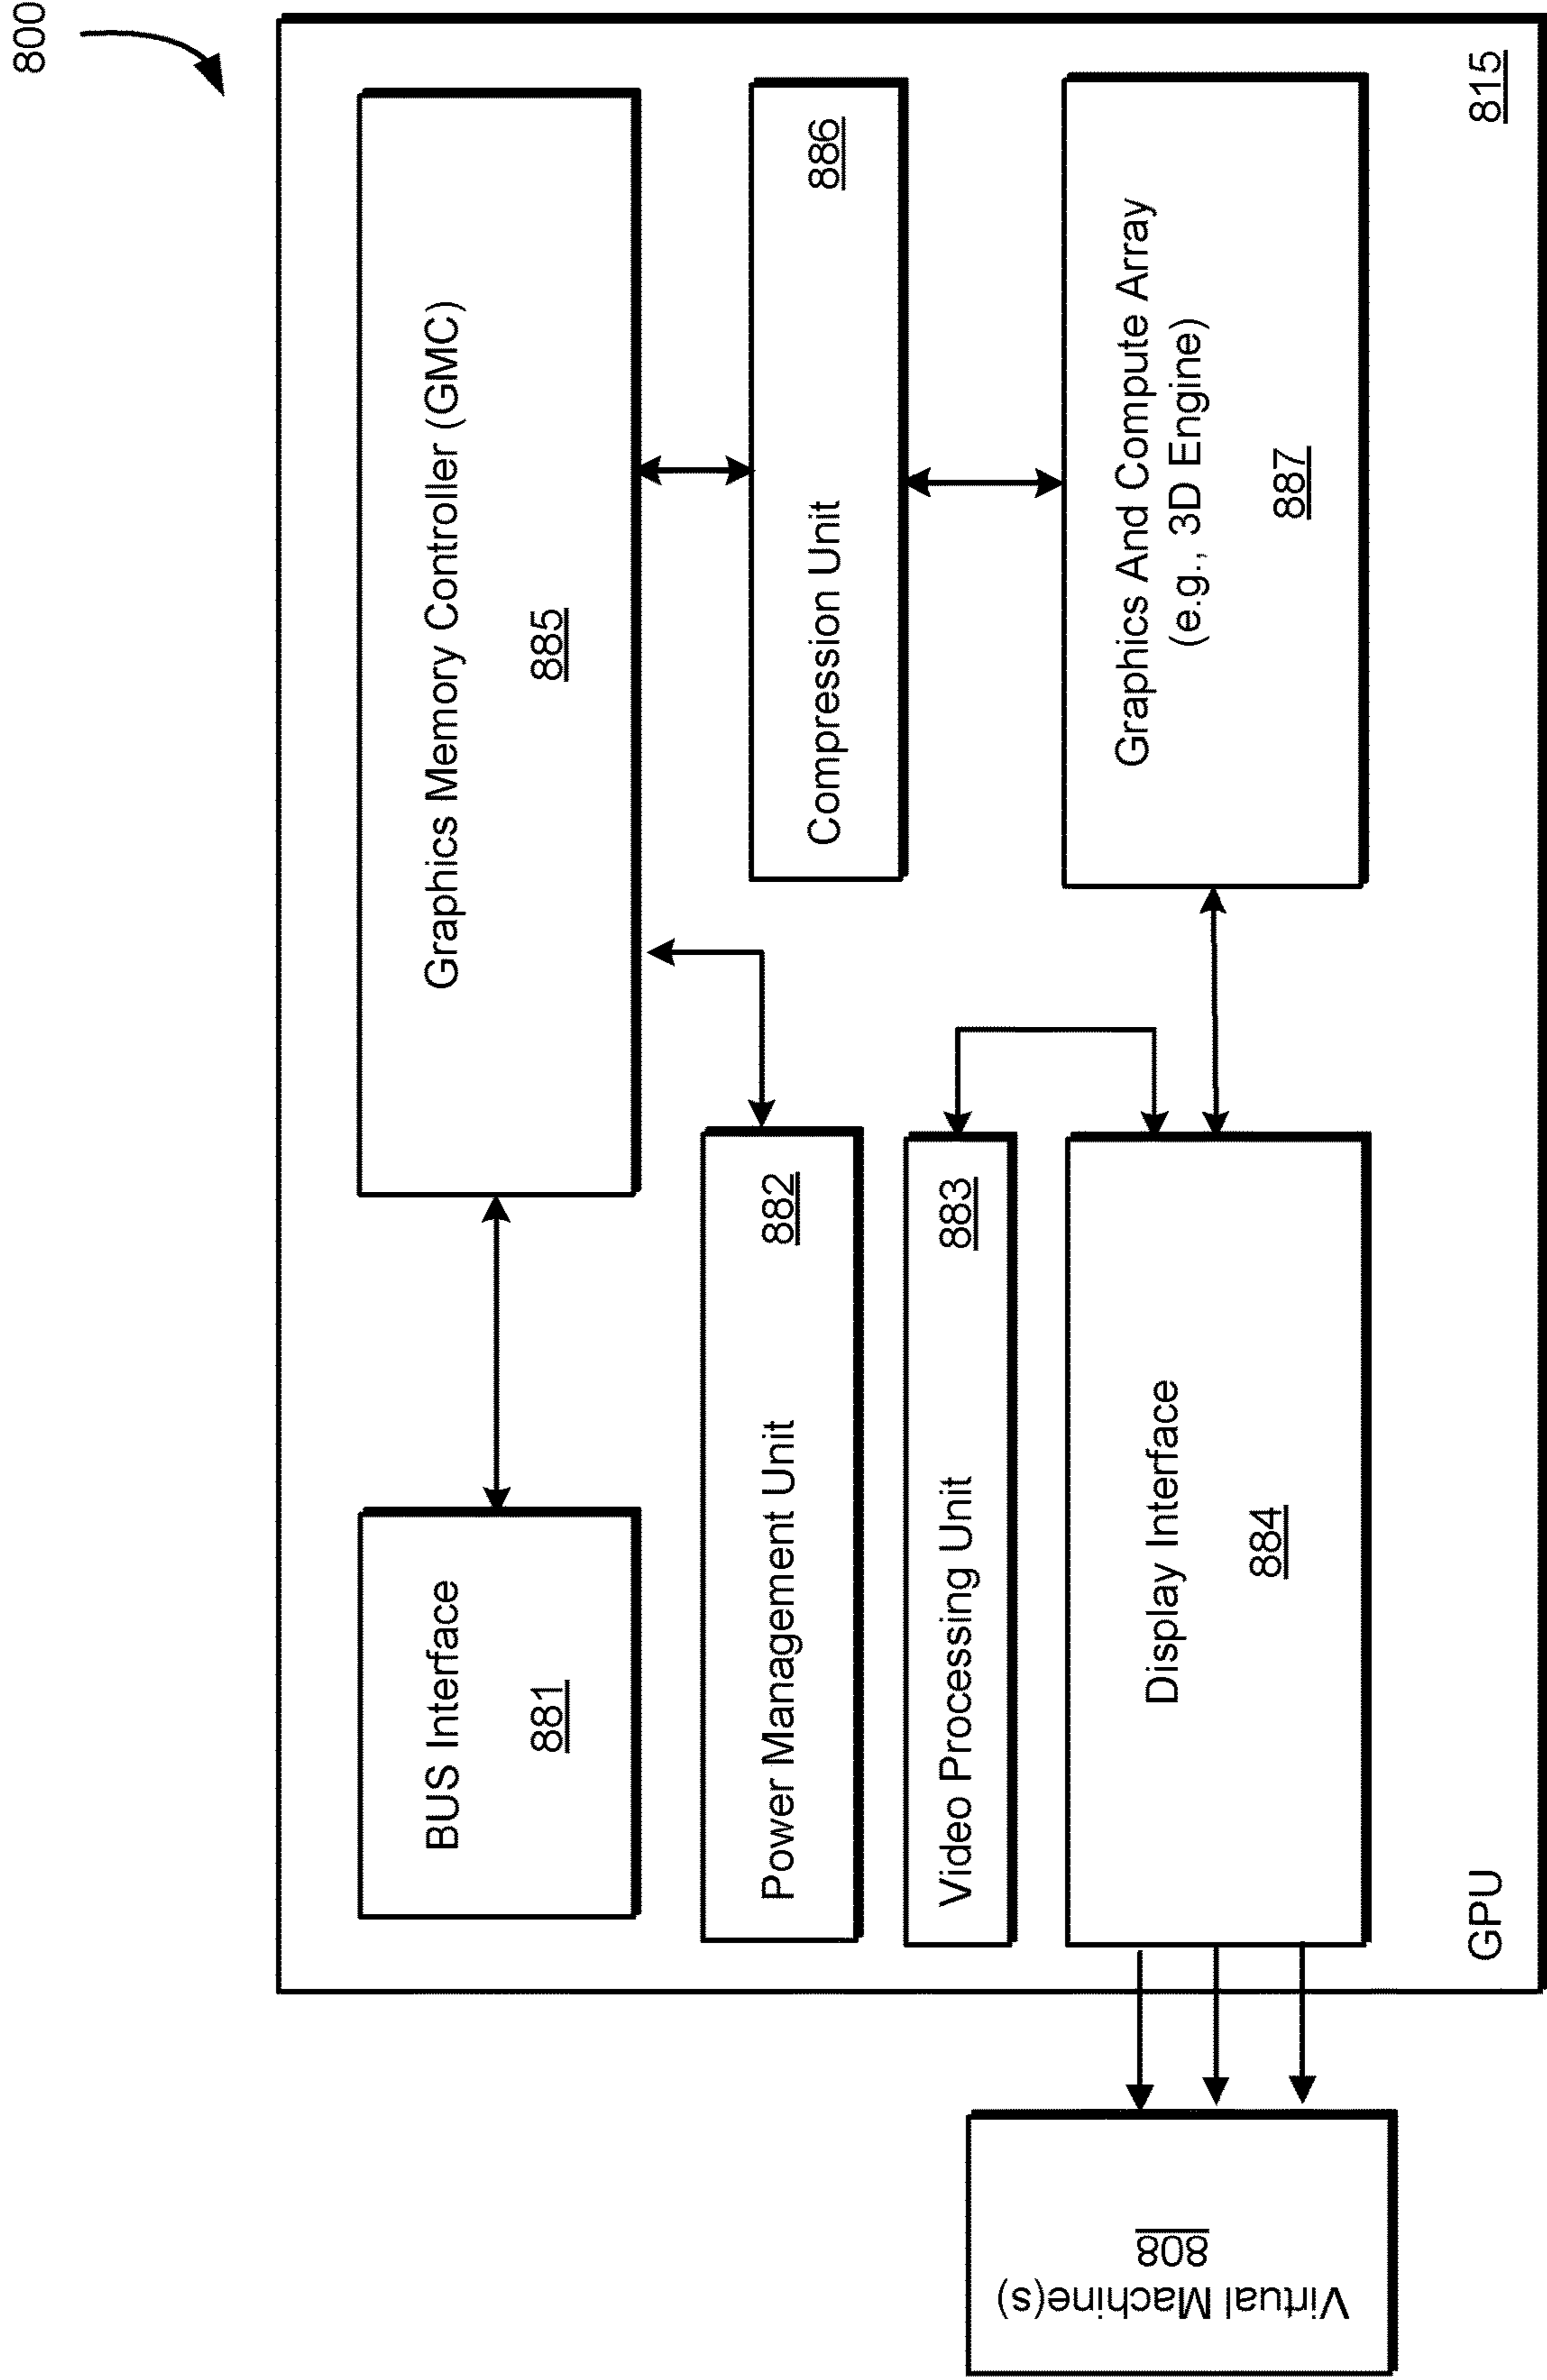 800
BUS Interface
881
Graphics Memory Controller (GMC)
885
Power Management Unit
882
Compression Unit
886
Video Processing Unit
883
Display Interface
884
Graphics And Compute Array
(e.g., 3D Engine)
887
Virtual Machine(s)
808
GPU
815